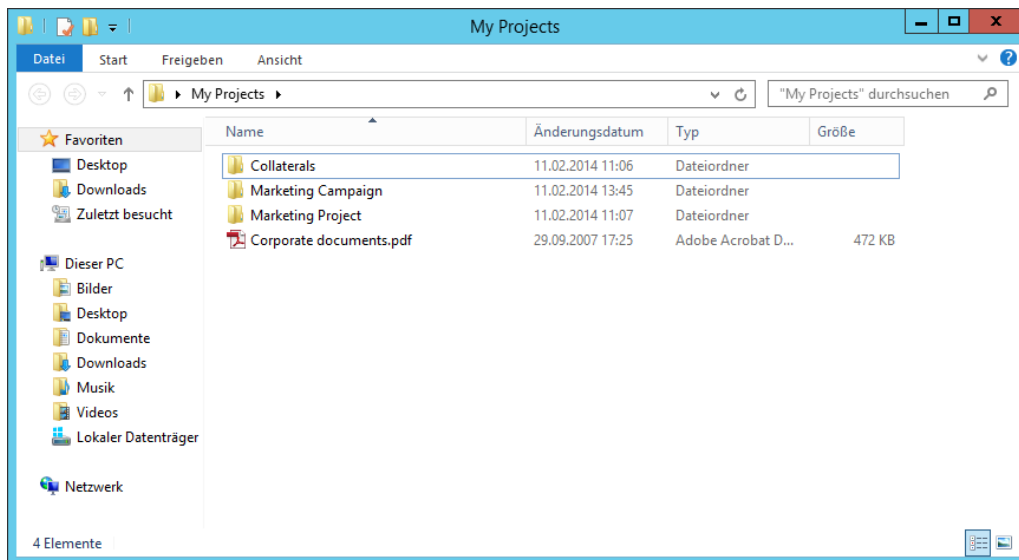 My Projects
Datei Start Freigeben Ansicht
My Projects "My Projects" durchsuchen
Favoriten
Desktop
Downloads
Zuletzt besucht
Dieser PC
Bilder
Desktop
Dokumente
Downloads
Musik
Videos
Lokaler Datenträger
Netzwerk
Name Änderungsdatum Typ Größe
Collaterals 11.02.2014 11:06 Dateiordner
Marketing Campaign 11.02.2014 13:45 Dateiordner
Marketing Project 11.02.2014 11:07 Dateiordner
Corporate documents.pdf 29.09.2007 17:25 Adobe Acrobat D... 472 KB
4 Elemente